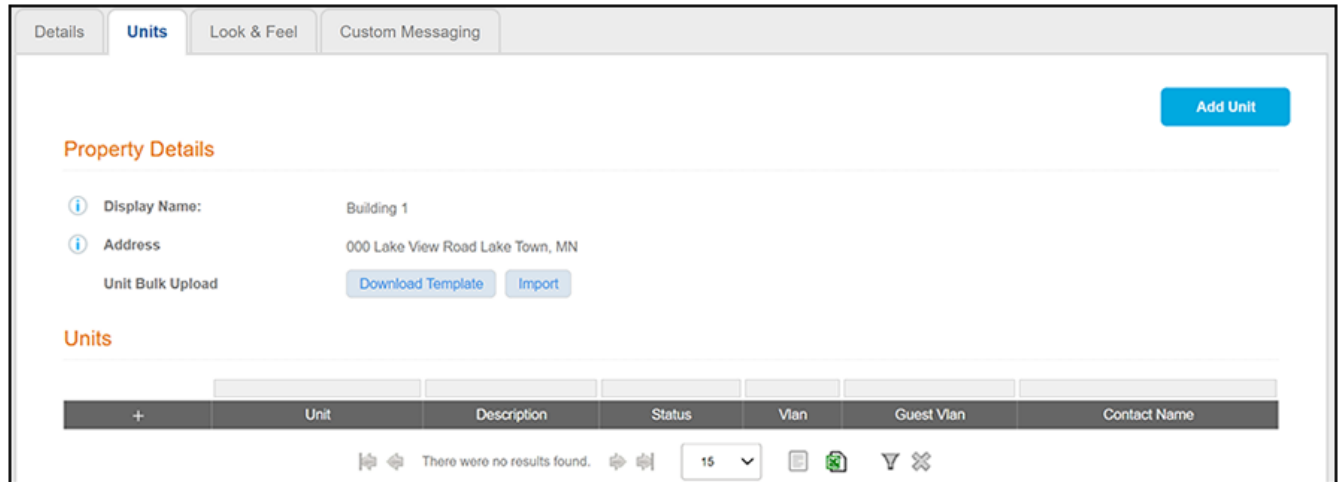 Details Units Look & Feel Custom Messaging
Add Unit
Property Details
Display Name: Building 1
Address 000 Lake View Road Lake Town, MN
Unit Bulk Upload Download Template Import
Units
+ Unit Description Status Vlan Guest Vlan Contact Name
There were no results found. 15